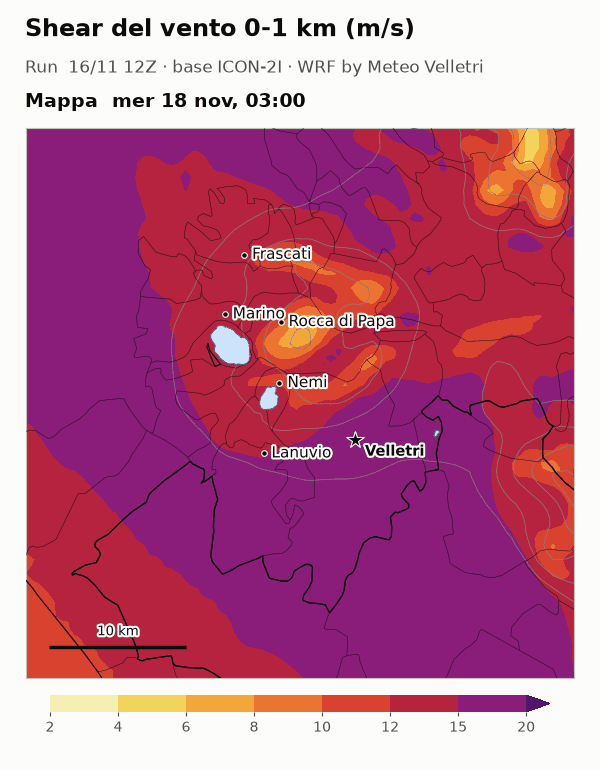 Shear del vento 0-1 km (m/s)
Run  16/11 12Z · base ICON-2I · WRF by Meteo Velletri
Mappa  mer 18 nov, 03:00
Frascati
Marino
Rocca di Papa
Nemi
Velletri
Lanuvio
10 km
2 4 6 8 10 12 15 20